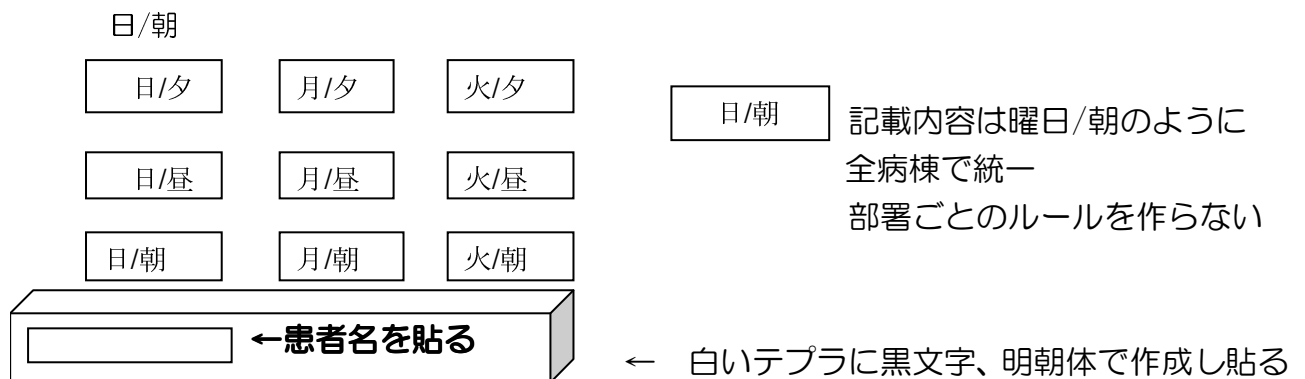 日/朝
日/夕 月/夕 火/夕
日/昼 月/昼 火/昼
日/朝 月/朝 火/朝
←患者名を貼る
日/朝
記載内容は曜日/朝のように
全病棟で統一
部署ごとのルールを作らない
← 白いテプラに黒文字、明朝体で作成し貼る